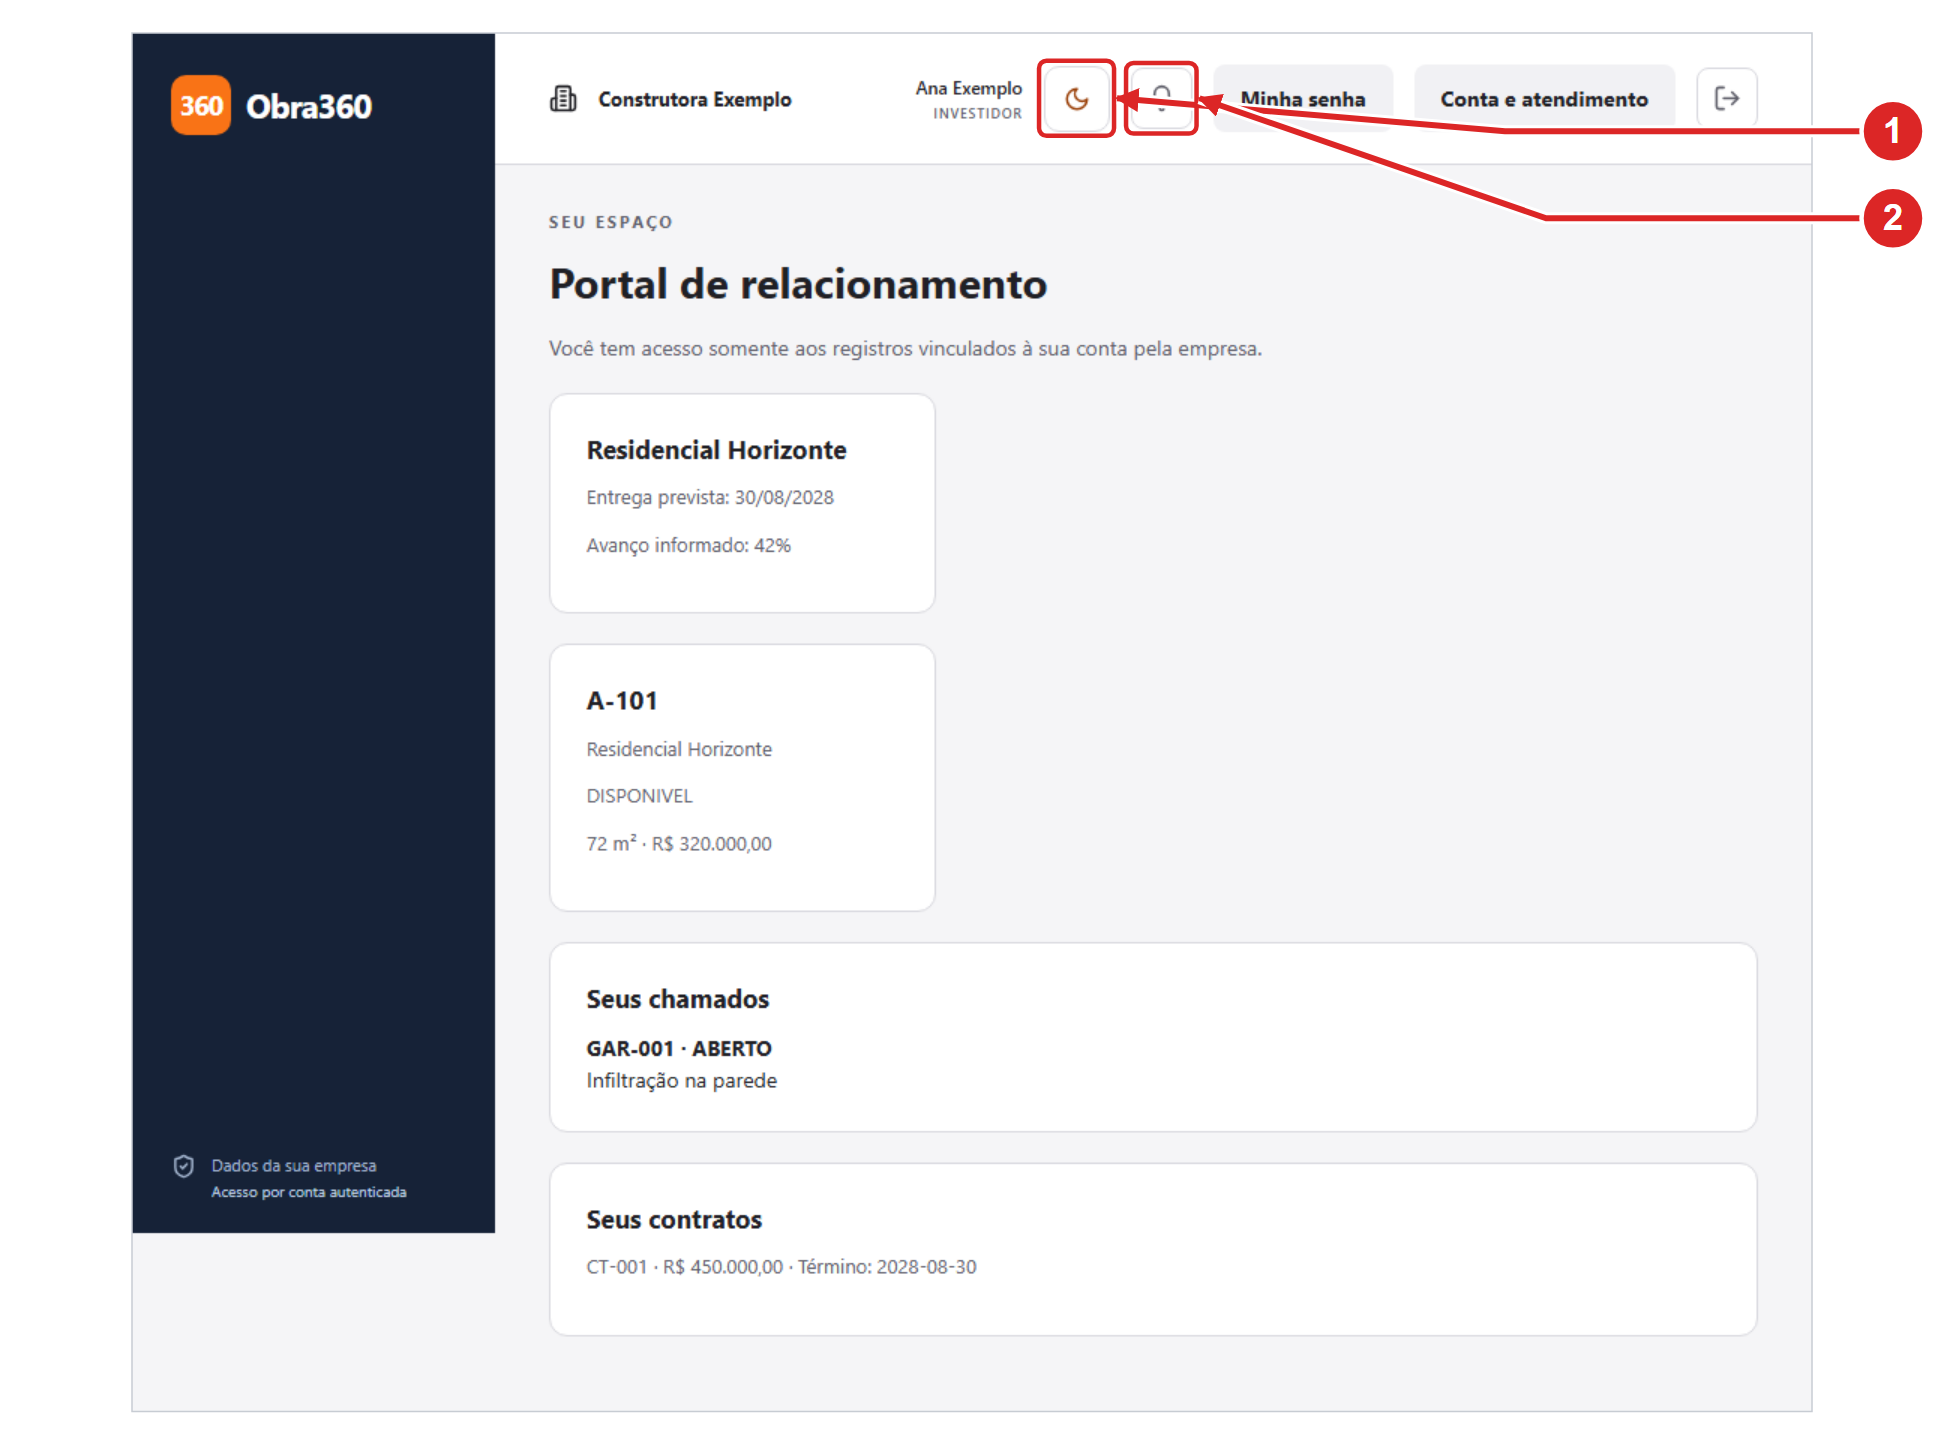 360 Obra360
Construtora Exemplo
Ana Exemplo
INVESTIDOR
Minha senha
Conta e atendimento
1
2
SEU ESPAÇO
Portal de relacionamento
Você tem acesso somente aos registros vinculados à sua conta pela empresa.
Residencial Horizonte
Entrega prevista: 30/08/2028
Avanço informado: 42%
A-101
Residencial Horizonte
DISPONIVEL
72 m² · R$ 320.000,00
Seus chamados
GAR-001 · ABERTO
Infiltração na parede
Seus contratos
CT-001 · R$ 450.000,00 · Término: 2028-08-30
Dados da sua empresa
Acesso por conta autenticada